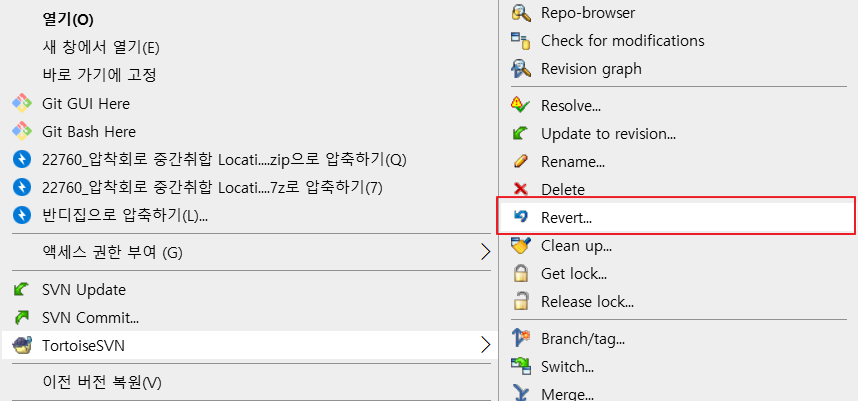 열기(O)
새 창에서 열기(E)
바로 가기에 고정
Git GUI Here
Git Bash Here
22760_압착회로 중간취합 Locati....zip으로 압축하기(Q)
22760_압착회로 중간취합 Locati....7z로 압축하기(7)
반디집으로 압축하기(L)...
액세스 권한 부여 (G)
SVN Update
SVN Commit...
TortoiseSVN
이전 버전 복원(V)
Repo-browser
Check for modifications
Revision graph
Resolve...
Update to revision...
Rename...
Delete
Revert...
Clean up...
Get lock...
Release lock...
Branch/tag...
Switch...
Merge...